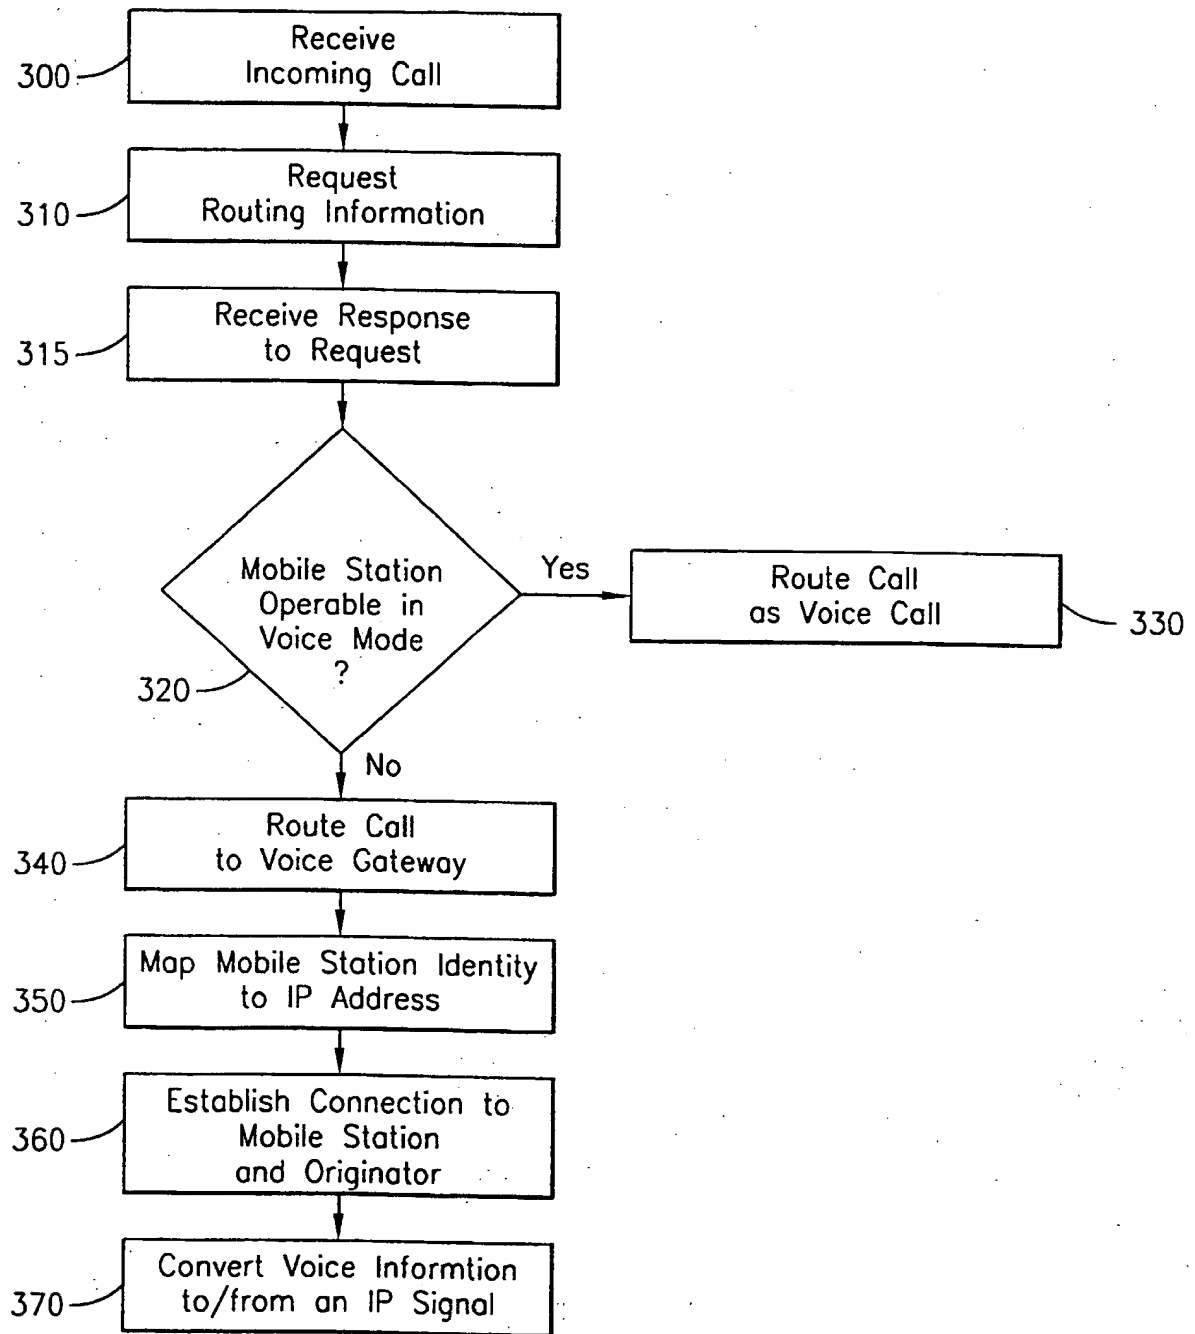 Receive
Incoming Call
300
Request
Routing Information
310
Receive Response
to Request
315
Mobile Station
Operable in
Voice Mode
?
320
Yes
Route Call
as Voice Call
330
No
Route Call
to Voice Gateway
340
Map Mobile Station Identity
to IP Address
350
Establish Connection to
Mobile Station
and Originator
360
Convert Voice Informtion
to/from an IP Signal
370